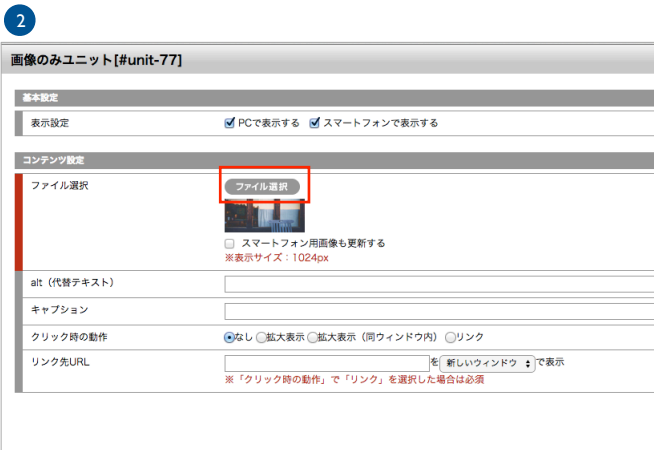 2
画像のみユニット[#unit-77]
基本設定
表示設定 PCで表示する スマートフォンで表示する
コンテンツ設定
ファイル選択 ファイル選択
スマートフォン用画像も更新する
※表示サイズ：1024px
alt（代替テキスト）
キャプション
クリック時の動作 なし 拡大表示 拡大表示（同ウィンドウ内） リンク
リンク先URL を 新しいウィンドウ で表示
※「クリック時の動作」で「リンク」を選択した場合は必須